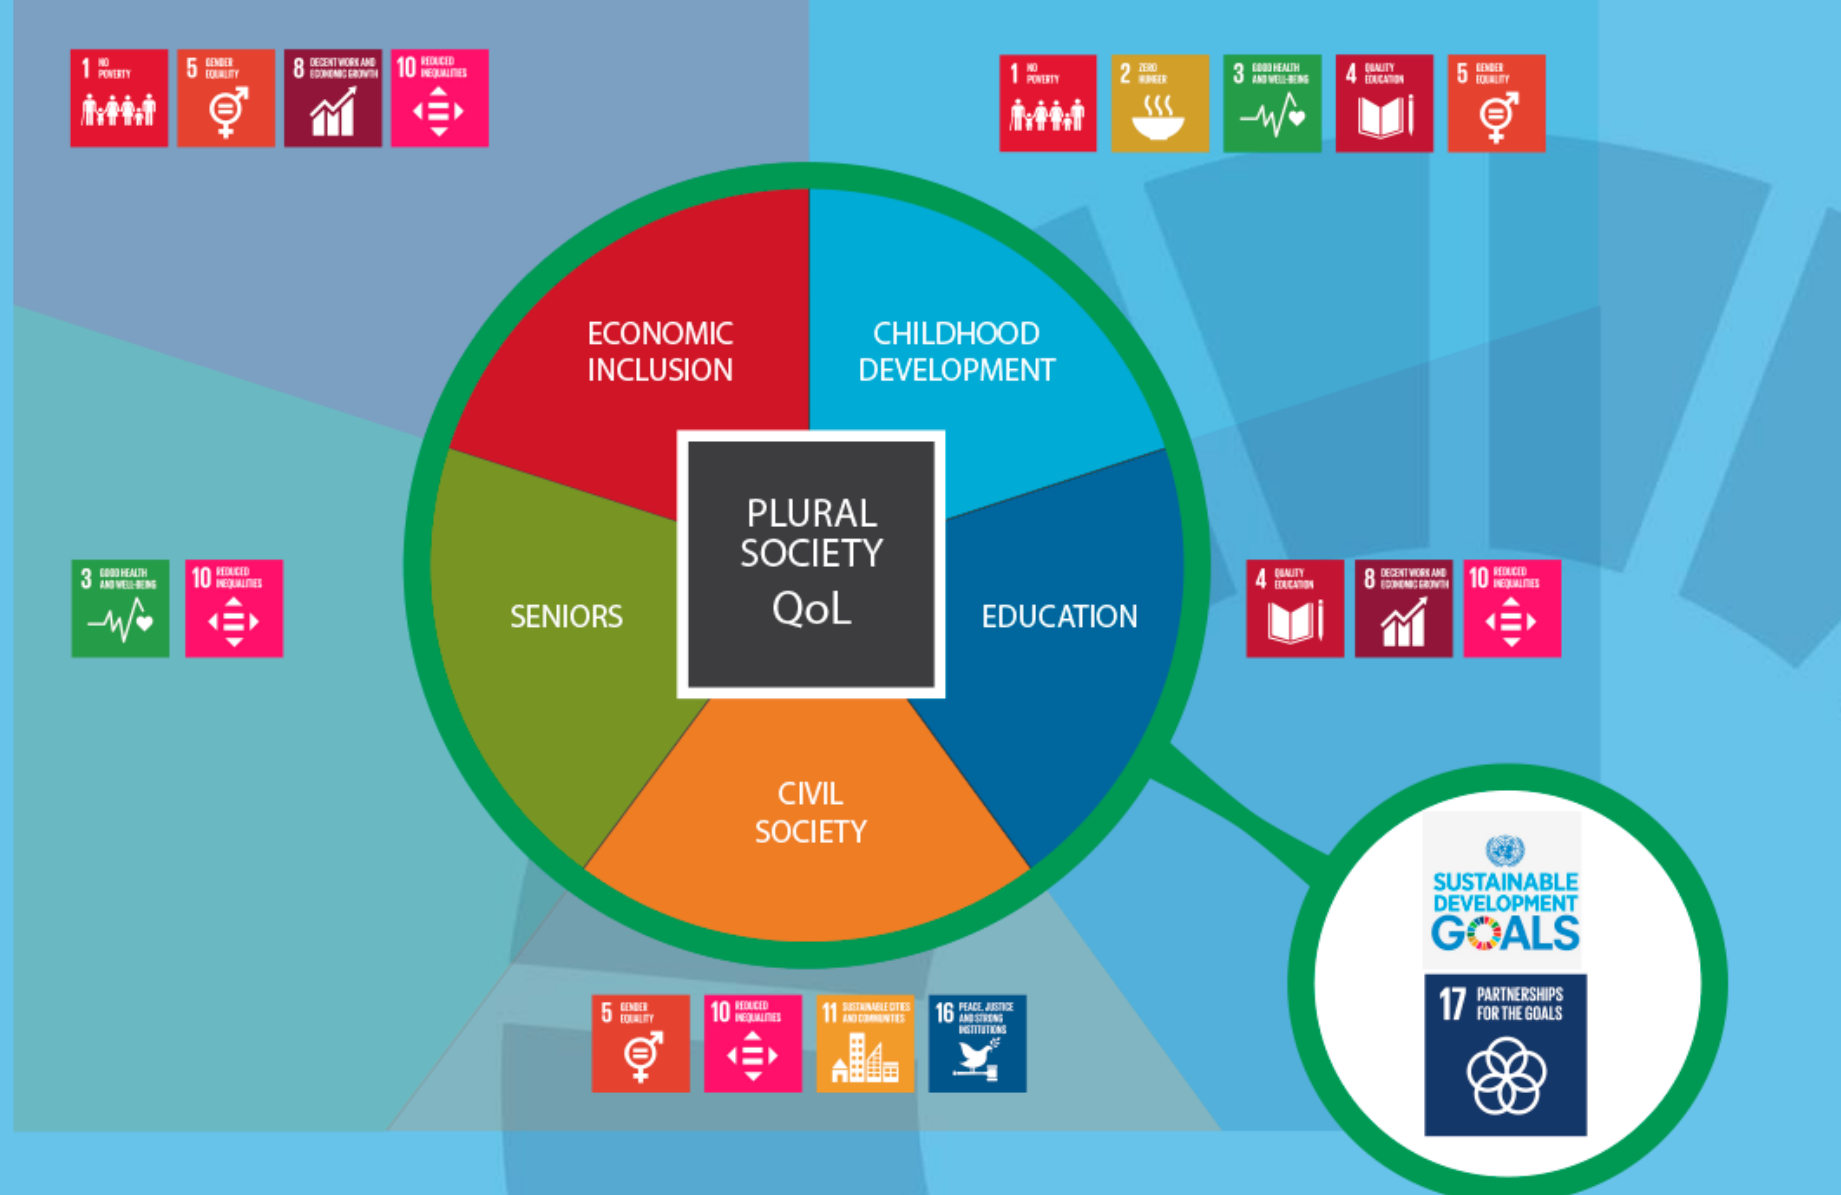 1 NO
POVERTY
5 GENDER
EQUALITY
8 DECENT WORK AND
ECONOMIC GROWTH
10 REDUCED
INEQUALITIES
1 NO
POVERTY
2 ZERO
HUNGER
3 GOOD HEALTH
AND WELL-BEING
4 QUALITY
EDUCATION
5 GENDER
EQUALITY
ECONOMIC
INCLUSION
CHILDHOOD
DEVELOPMENT
PLURAL
SOCIETY
QoL
3 GOOD HEALTH
AND WELL-BEING
10 REDUCED
INEQUALITIES
SENIORS
EDUCATION
4 QUALITY
EDUCATION
8 DECENT WORK AND
ECONOMIC GROWTH
10 REDUCED
INEQUALITIES
CIVIL
SOCIETY
5 GENDER
EQUALITY
10 REDUCED
INEQUALITIES
11 SUSTAINABLE CITIES
AND COMMUNITIES
16 PEACE, JUSTICE
AND STRONG
INSTITUTIONS
SUSTAINABLE
DEVELOPMENT
GOALS
17 PARTNERSHIPS
FOR THE GOALS